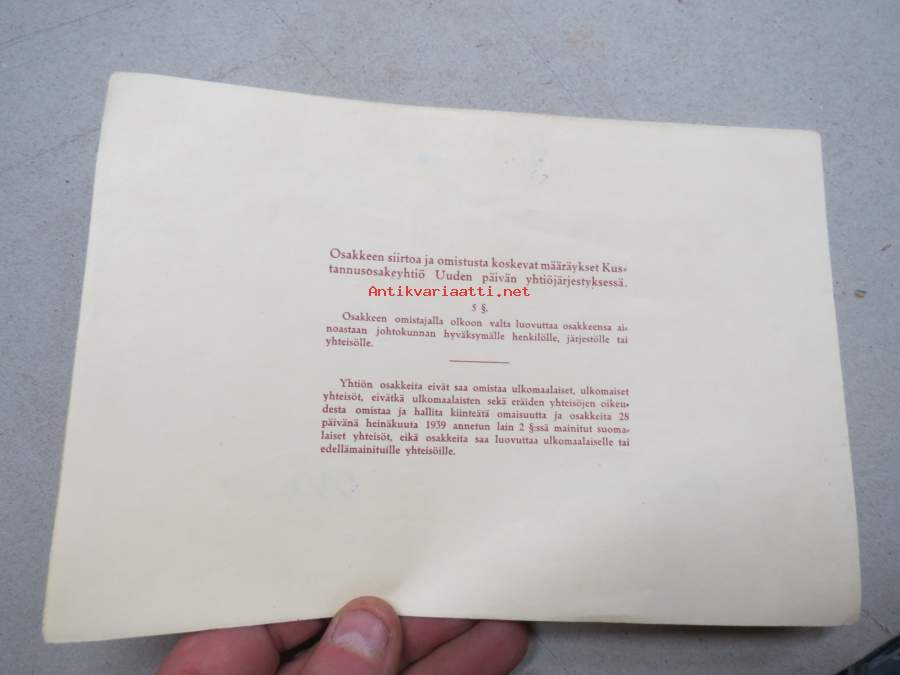 Osakkeen siirtoa ja omistusta koskevat määräykset Kus-
tannusosakeyhtiö Uuden päivän yhtiöjärjestyksessä.
Antikvariaatti.net
5 §.
Osakkeen omistajalla olkoon valta luovuttaa osakkeensa ai-
noastaan johtokunnan hyväksymälle henkilölle, järjestölle tai
yhteisölle.
Yhtiön osakkeita eivät saa omistaa ulkomaalaiset, ulkomaiset
yhteisöt, eivätkä ulkomaalaisten sekä eräiden yhteisöjen oikeu-
desta omistaa ja hallita kiinteätä omaisuutta ja osakkeita 28
päivänä heinäkuuta 1939 annetun lain 2 §:ssä mainitut suoma-
laiset yhteisöt, eikä osakkeita saa luovuttaa ulkomaalaiselle tai
edellämainituille yhteisöille.